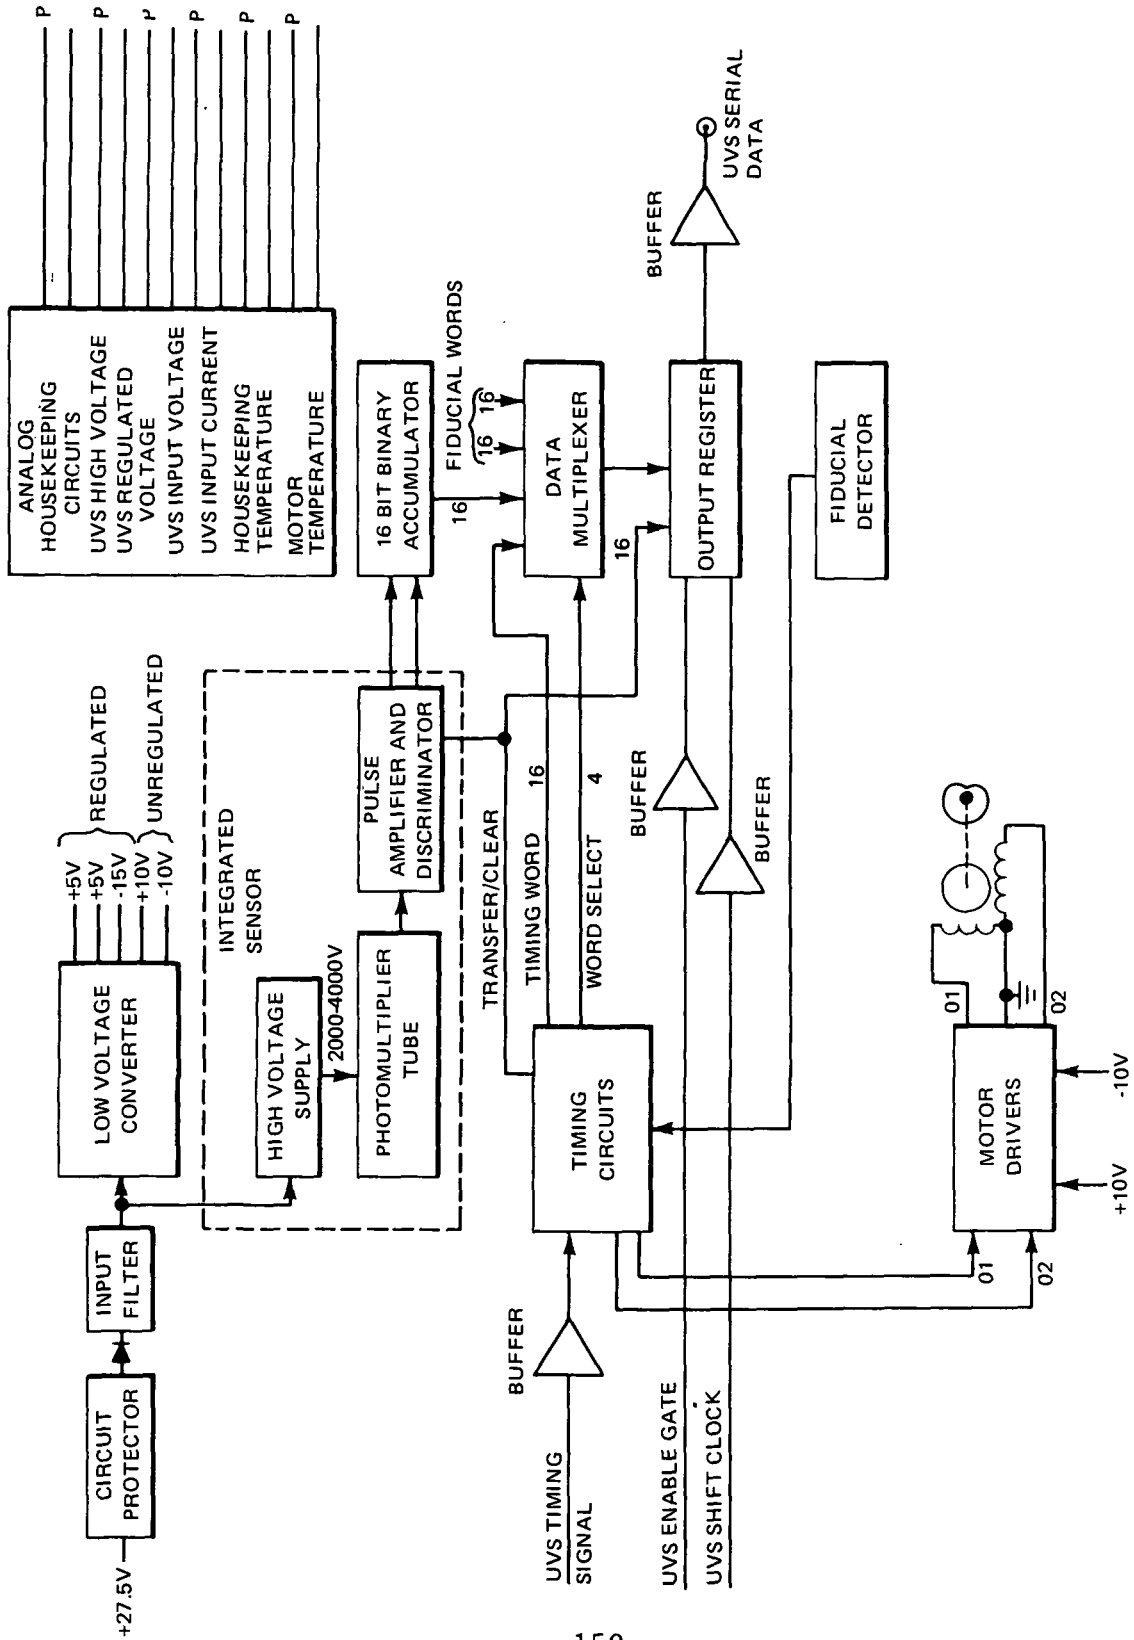 +27.5V
CIRCUIT
PROTECTOR
INPUT
FILTER
LOW VOLTAGE
CONVERTER
+5V
+5V
-15V
+10V
-10V
REGULATED
UNREGULATED
ANALOG
HOUSEKEEPING
CIRCUITS
UVS HIGH VOLTAGE
UVS REGULATED
VOLTAGE
UVS INPUT VOLTAGE
UVS INPUT CURRENT
HOUSEKEEPING
TEMPERATURE
MOTOR
TEMPERATURE
P
P
P
P
P
P
INTEGRATED
SENSOR
HIGH VOLTAGE
SUPPLY
2000-4000V
PHOTOMULTIPLIER
TUBE
PULSE
AMPLIFIER AND
DISCRIMINATOR
16 BIT BINARY
ACCUMULATOR
16
FIDUCIAL WORDS
16
16
TRANSFER/CLEAR
TIMING WORD
16
WORD SELECT
4
DATA
MULTIPLEXER
16
UVS TIMING
SIGNAL
BUFFER
TIMING
CIRCUITS
UVS ENABLE GATE
UVS SHIFT CLOCK
BUFFER
BUFFER
OUTPUT REGISTER
BUFFER
UVS SERIAL
DATA
FIDUCIAL
DETECTOR
01
02
MOTOR
DRIVERS
01
02
+10V
-10V